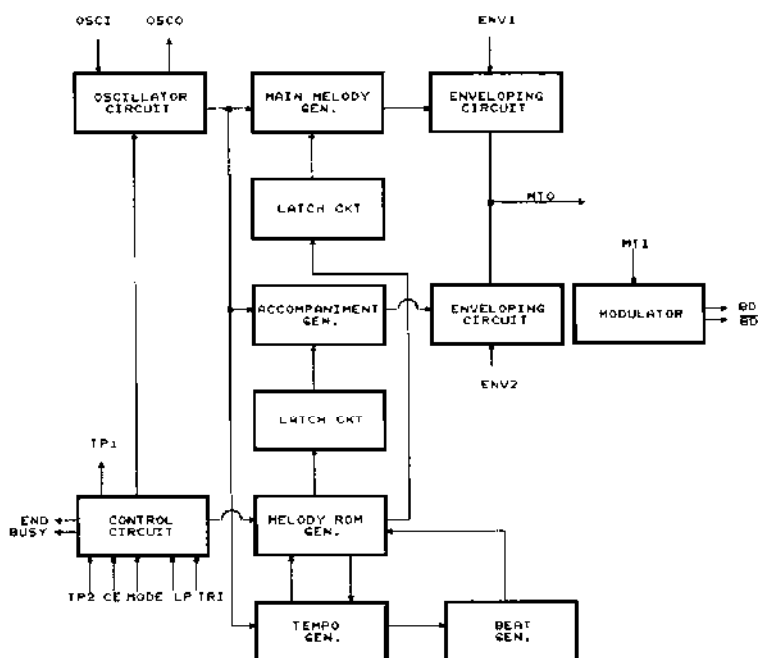 OSCI OSCO ENV1
OSCILLATOR
CIRCUIT
MAIN MELODY
GEN.
ENVELOPING
CIRCUIT
LATCH CKT
MTO
MTI
ACCOMPANIMENT
GEN.
ENVELOPING
CIRCUIT
MODULATOR
BD
BD
ENV2
LATCH CKT
TP1
END
BUSY
CONTROL
CIRCUIT
MELODY ROM
GEN.
TP2 CE MODE LP TRI
TEMPO
GEN.
BEAT
GEN.